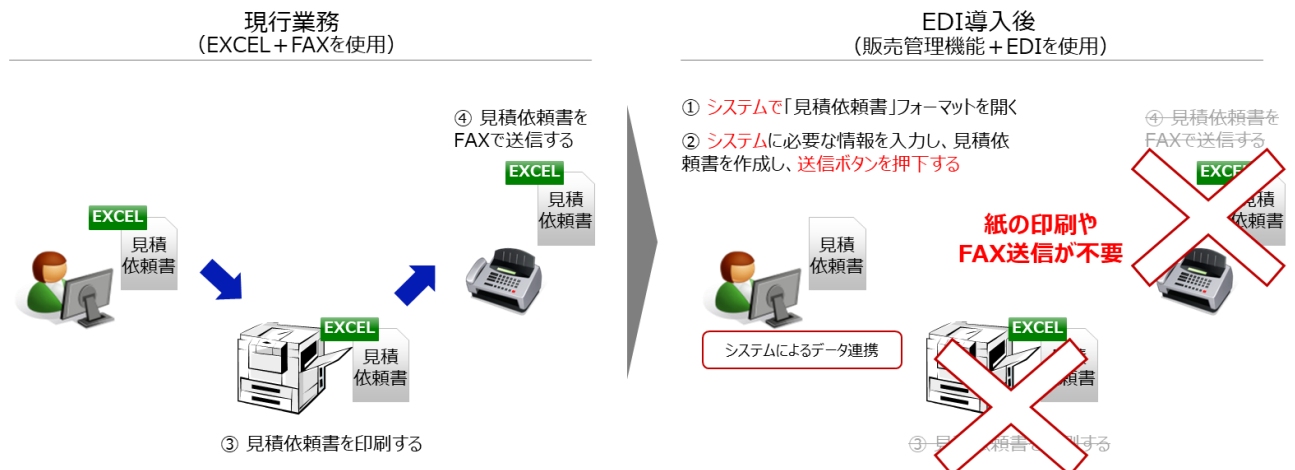 現行業務
(EXCEL+FAXを使用)
④ 見積依頼書を
FAXで送信する
EXCEL
見積
依頼書
EXCEL
見積
依頼書
EXCEL
見積
依頼書
③ 見積依頼書を印刷する
EDI導入後
(販売管理機能+EDIを使用)
① システムで「見積依頼書」フォーマットを開く
② システムに必要な情報を入力し、見積依
頼書を作成し、送信ボタンを押下する
④ 見積依頼書を
FAXで送信する
見積
依頼書
紙の印刷や
FAX送信が不要
見積
依頼書
システムによるデータ連携
EXCEL
③